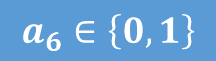 a₆ ∈ {0, 1}